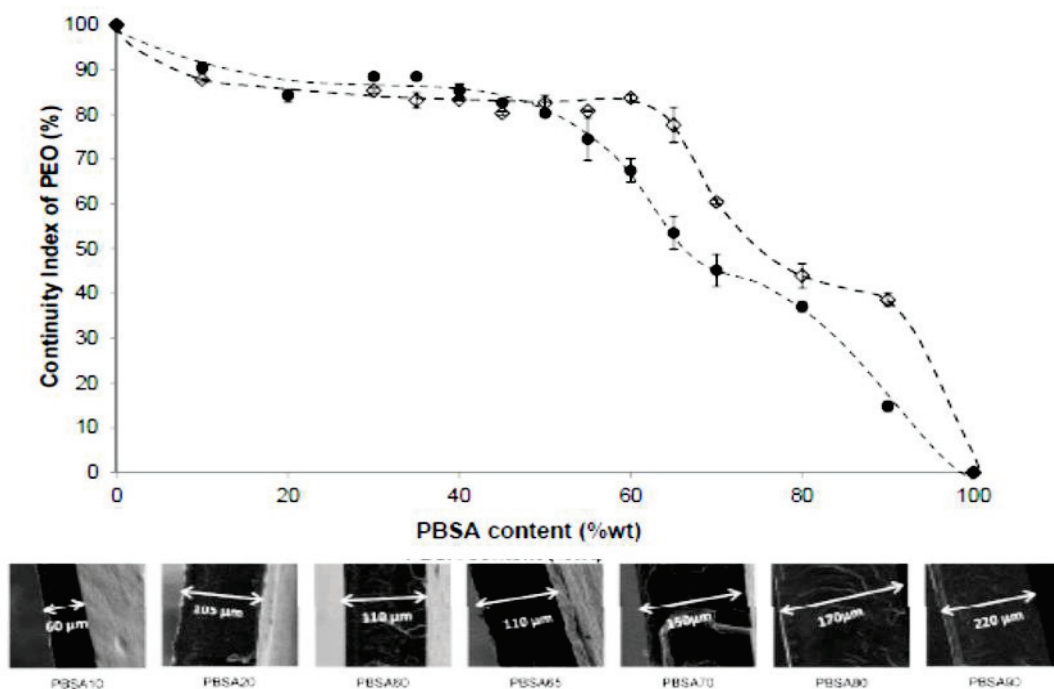 Continuity Index of PEO (%)
100
90
80
70
60
50
40
30
20
10
0
0 20 40 60 80 100
PBSA content (%wt)
60 µm 105 µm 110 µm 110 µm 150µm 170µm 220 µm
PBSA10 PBSA20 PBSA60 PBSA65 PBSA70 PBSA80 PBSA90